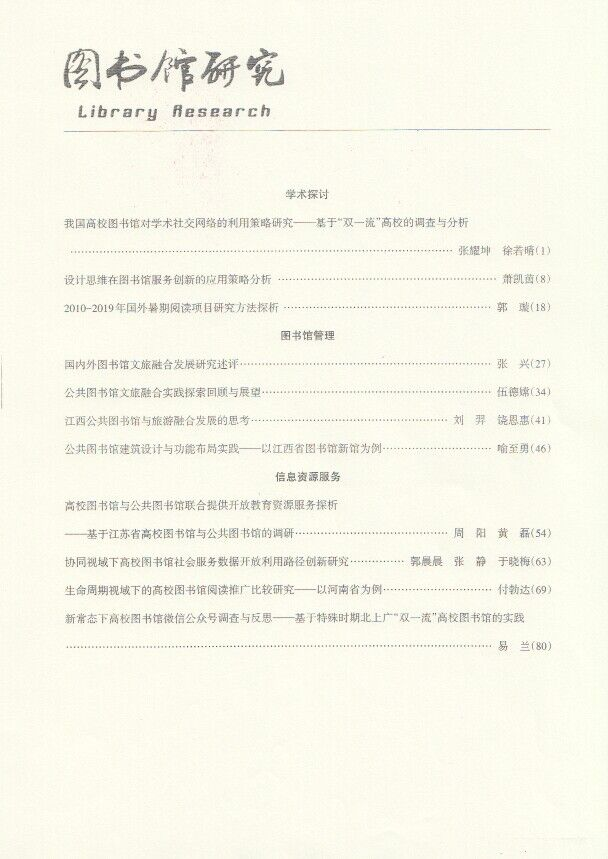 图书馆研究
Library Research
学术探讨
我国高校图书馆对学术社交网络的利用策略研究——基于“双一流”高校的调查与分析
……………………………………………………………………… 张耀坤 徐若晴(1)
设计思维在图书馆服务创新的应用策略分析 ……………………………………… 萧凯茵(8)
2010-2019年国外暑期阅读项目研究方法探析 ……………………………………… 郭 璇(18)
图书馆管理
国内外图书馆文旅融合发展研究述评……………………………………………… 张 兴(27)
公共图书馆文旅融合实践探索回顾与展望………………………………………… 伍德嫦(34)
江西公共图书馆与旅游融合发展的思考…………………………………… 刘 羿 饶恩惠(41)
公共图书馆建筑设计与功能布局实践——以江西省图书馆新馆为例…………………… 喻至勇(46)
信息资源服务
高校图书馆与公共图书馆联合提供开放教育资源服务探析
——基于江苏省高校图书馆与公共图书馆的调研…………………………… 周 阳 黄 磊(54)
协同视域下高校图书馆社会服务数据开放利用路径创新研究………… 郭晨晨 张 静 于晓梅(63)
生命周期视域下的高校图书馆阅读推广比较研究——以河南省为例…………………… 付勃达(69)
新常态下高校图书馆微信公众号调查与反思——基于特殊时期北上广“双一流”高校图书馆的实践
……………………………………………………………………………… 易 兰(80)